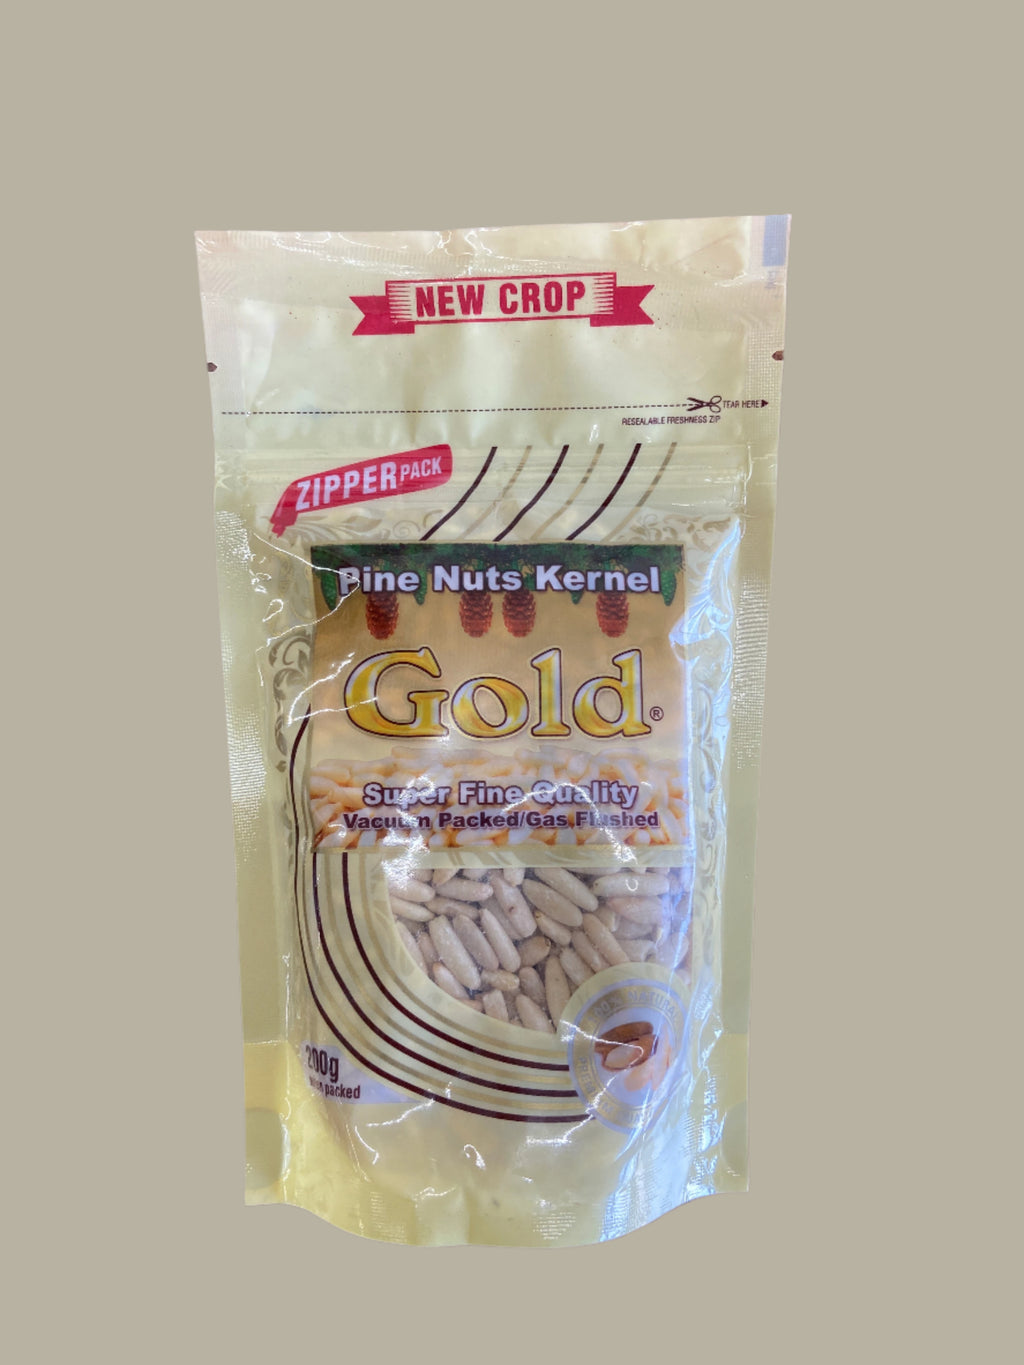 NEW CROP
TEAR HERE
RESEALABLE FRESHNESS ZIP
ZIPPER PACK
Pine Nuts Kernel
Gold®
Super Fine Quality
Vacuum Packed/Gas Flushed
200g
packed